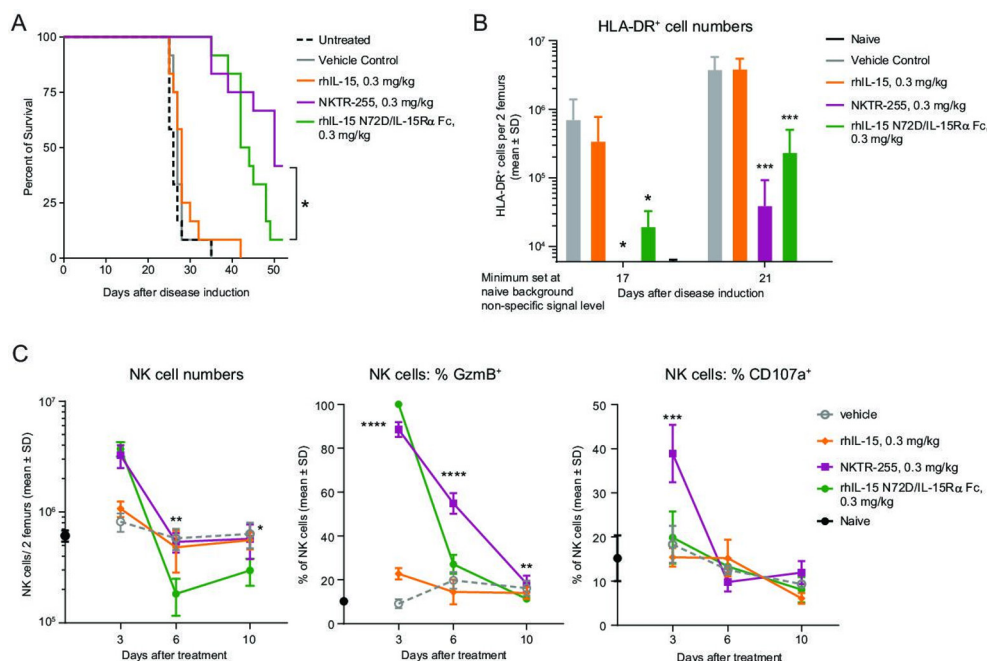 A
100
75
50
25
0
Percent of Survival
0 10 20 30 40 50
Days after disease induction
Untreated
Vehicle Control
rhIL-15, 0.3 mg/kg
NKTR-255, 0.3 mg/kg
rhIL-15 N72D/IL-15Rα Fc,
0.3 mg/kg
*
B
HLA-DR⁺ cell numbers
10⁷
10⁶
10⁵
10⁴
HLA-DR⁺ cells per 2 femurs
(mean ± SD)
* * *** ***
17 21
Minimum set at
naive background
non-specific signal level
Days after disease induction
Naive
Vehicle Control
rhIL-15, 0.3 mg/kg
NKTR-255, 0.3 mg/kg
rhIL-15 N72D/IL-15Rα Fc,
0.3 mg/kg
C
NK cell numbers
10⁷
10⁶
10⁵
NK cells/ 2 femurs (mean ± SD)
** *
3 6 10
Days after treatment
NK cells: % GzmB⁺
100
80
60
40
20
0
% of NK cells (mean ± SD)
**** **** **
3 6 10
Days after treatment
NK cells: % CD107a⁺
50
40
30
20
10
0
% of NK cells (mean ± SD)
***
3 6 10
Days after treatment
vehicle
rhIL-15, 0.3 mg/kg
NKTR-255, 0.3 mg/kg
rhIL-15 N72D/IL-15Rα Fc,
0.3 mg/kg
Naive